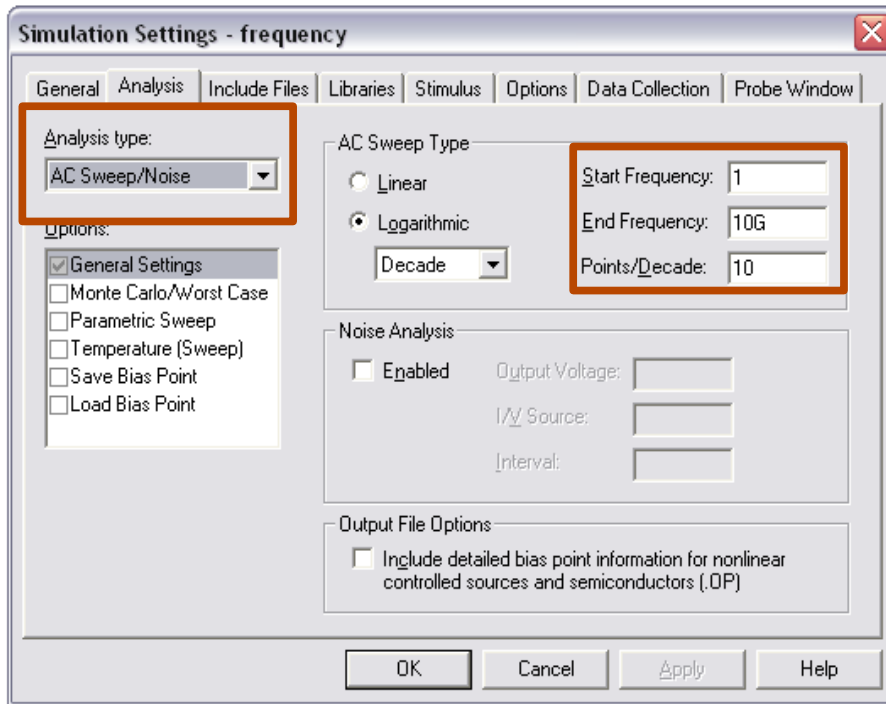 Simulation Settings - frequency
General Analysis Include Files Libraries Stimulus Options Data Collection Probe Window
Analysis type:
AC Sweep/Noise
Options:
General Settings
Monte Carlo/Worst Case
Parametric Sweep
Temperature (Sweep)
Save Bias Point
Load Bias Point
AC Sweep Type
Linear
Logarithmic
Decade
Start Frequency: 1
End Frequency: 10G
Points/Decade: 10
Noise Analysis
Enabled
Output Voltage:
I/V Source:
Interval:
Output File Options
Include detailed bias point information for nonlinear
controlled sources and semiconductors (.OP)
OK Cancel Apply Help